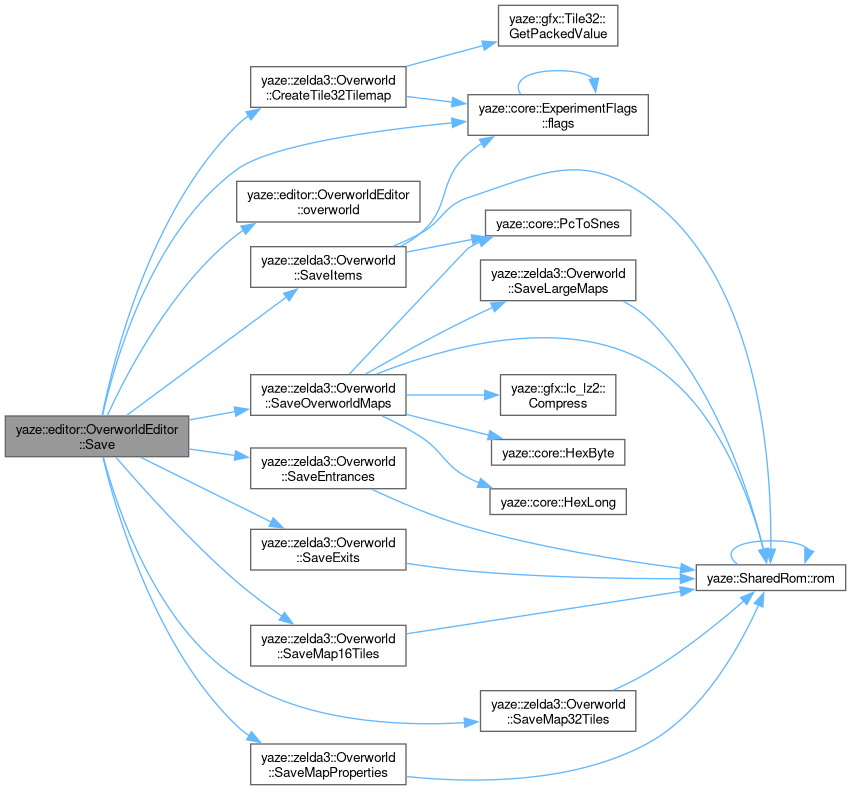 yaze::gfx::Tile32::
GetPackedValue
yaze::zelda3::Overworld
::CreateTile32Tilemap
yaze::core::ExperimentFlags
::flags
yaze::editor::OverworldEditor
::overworld
yaze::core::PcToSnes
yaze::zelda3::Overworld
::SaveItems
yaze::zelda3::Overworld
::SaveLargeMaps
yaze::zelda3::Overworld
::SaveOverworldMaps
yaze::gfx::lc_lz2::
Compress
yaze::editor::OverworldEditor
::Save
yaze::core::HexByte
yaze::zelda3::Overworld
::SaveEntrances
yaze::core::HexLong
yaze::zelda3::Overworld
::SaveExits
yaze::SharedRom::rom
yaze::zelda3::Overworld
::SaveMap16Tiles
yaze::zelda3::Overworld
::SaveMap32Tiles
yaze::zelda3::Overworld
::SaveMapProperties